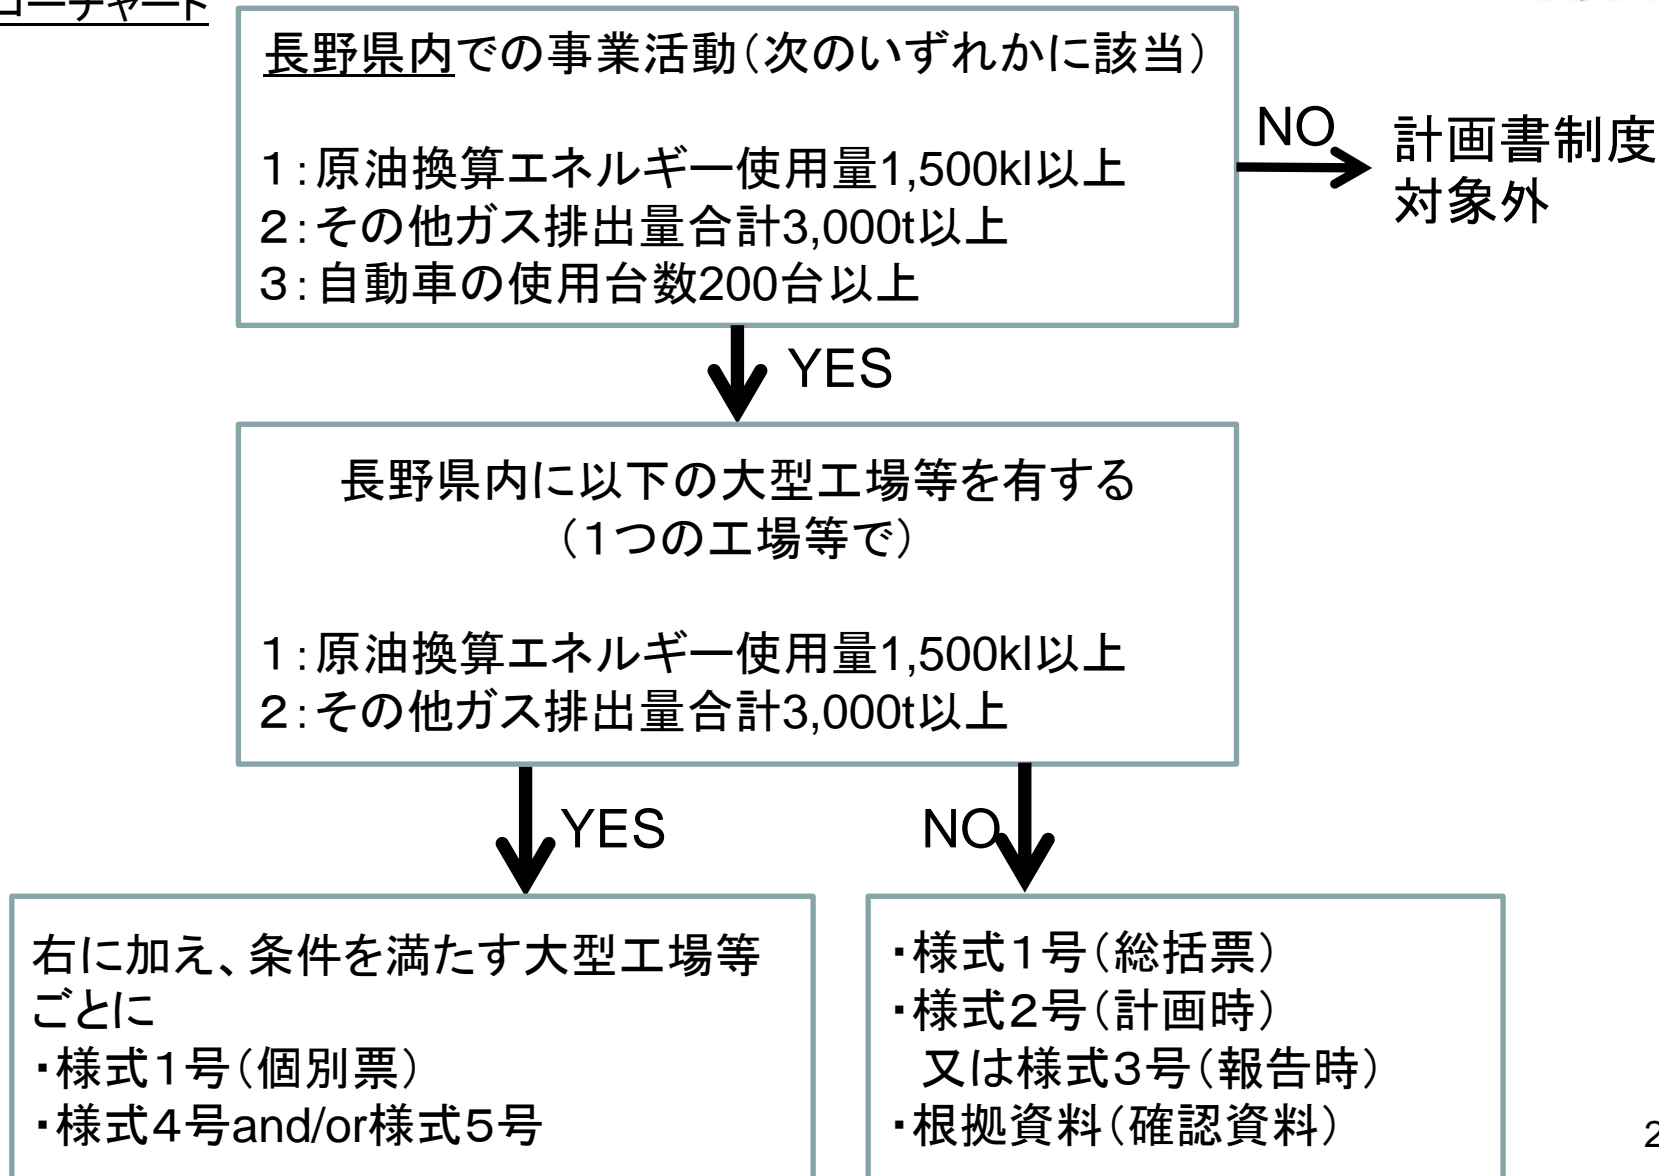 ローチャート
長野県内での事業活動（次のいずれかに該当）
1：原油換算エネルギー使用量1,500kl以上
2：その他ガス排出量合計3,000t以上
3：自動車の使用台数200台以上
NO
計画書制度
対象外
YES
長野県内に以下の大型工場等を有する
（1つの工場等で）
1：原油換算エネルギー使用量1,500kl以上
2：その他ガス排出量合計3,000t以上
YES
NO
右に加え、条件を満たす大型工場等
ごとに
・様式1号（個別票）
・様式4号and/or様式5号
・様式1号（総括票）
・様式2号（計画時）
又は様式3号（報告時）
・根拠資料（確認資料）
2